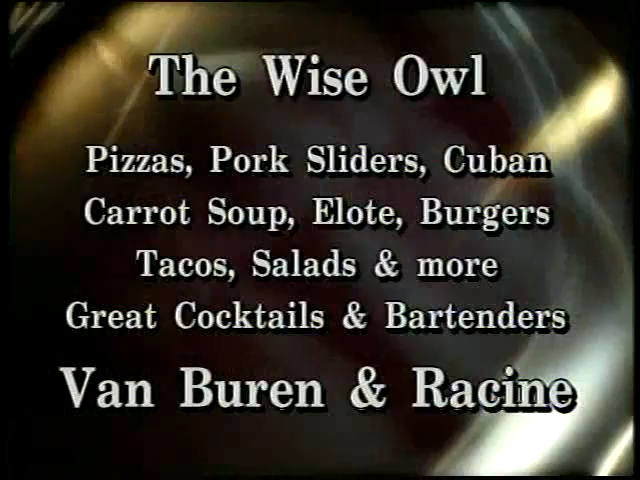 The Wise Owl
Pizzas, Pork Sliders, Cuban
Carrot Soup, Elote, Burgers
Tacos, Salads & more
Great Cocktails & Bartenders
Van Buren & Racine